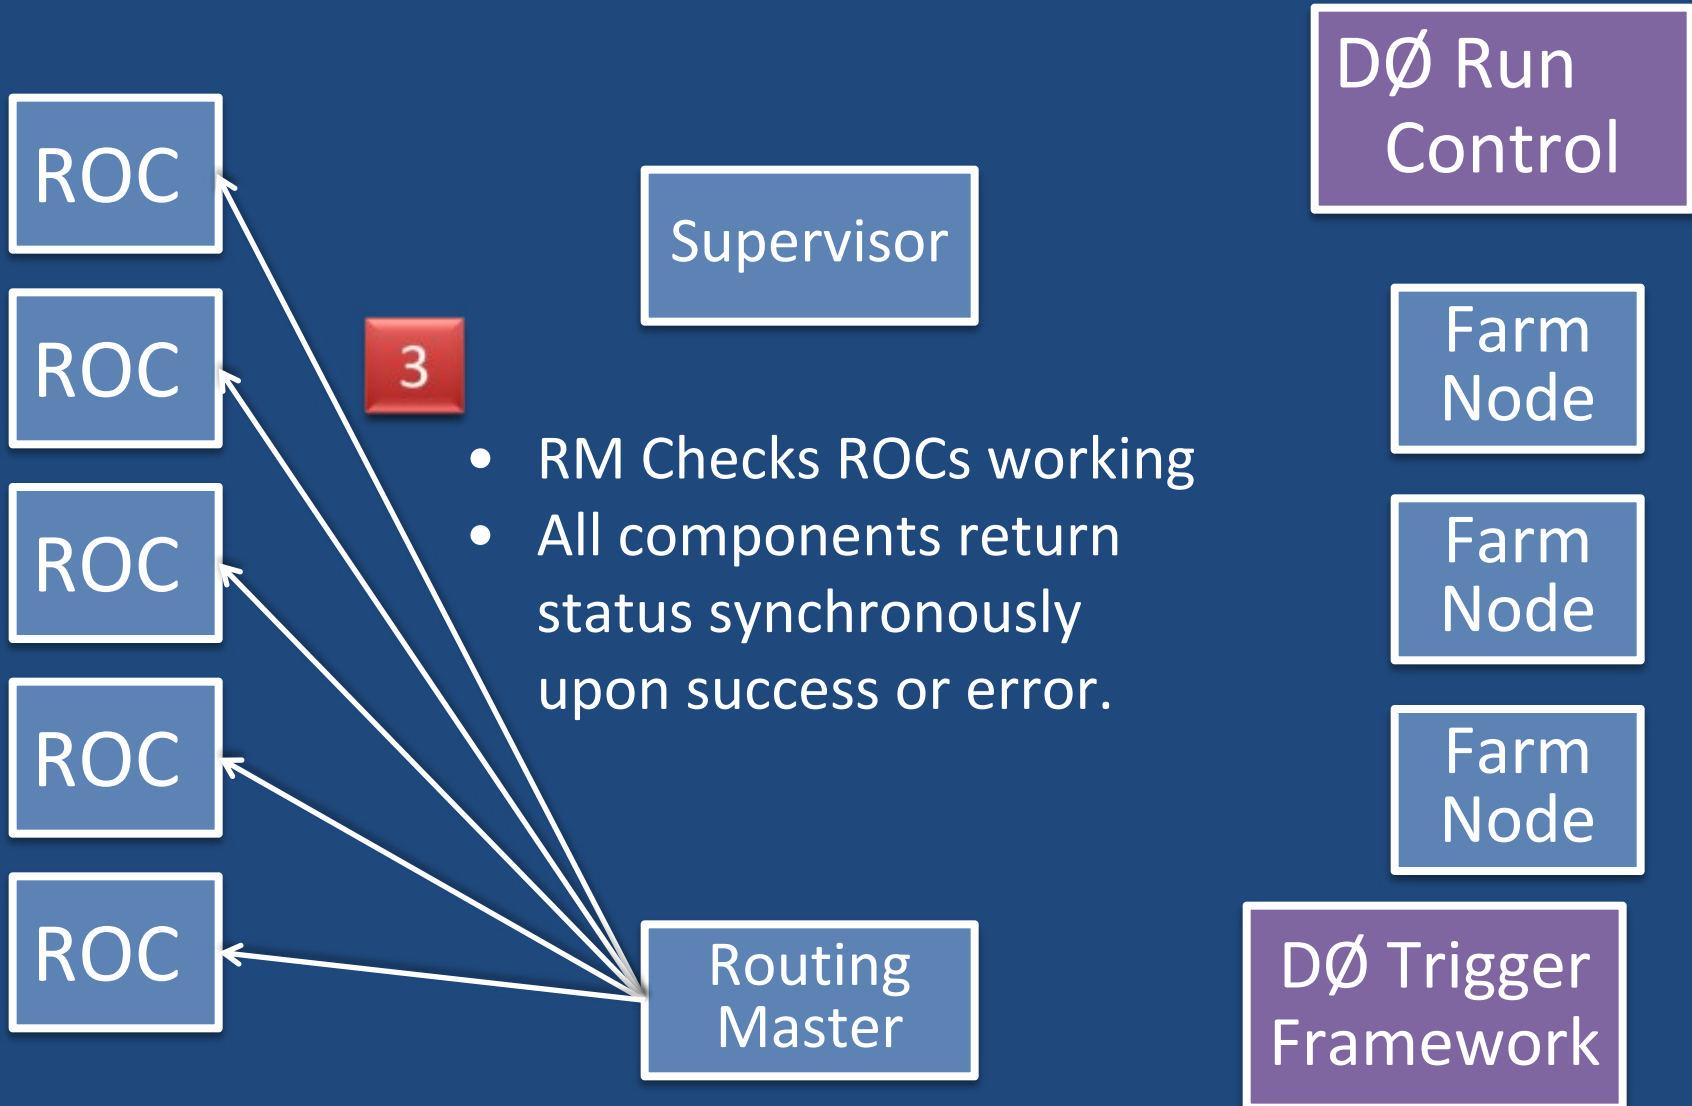 DØ Run
Control
ROC
Supervisor
ROC
3
Farm
Node
• RM Checks ROCs working
• All components return
status synchronously
upon success or error.
ROC
Farm
Node
ROC
Farm
Node
ROC
Routing
Master
DØ Trigger
Framework